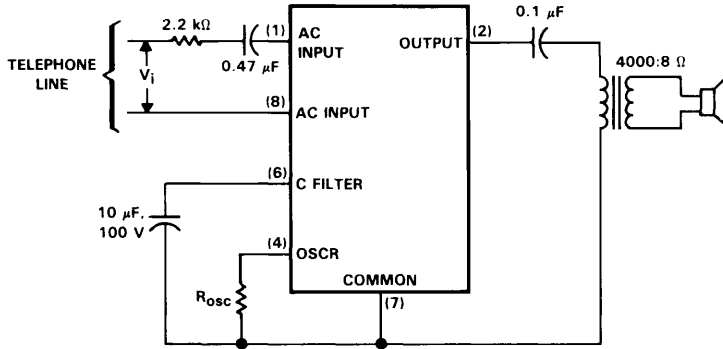 2.2 kΩ
(1)
AC
INPUT
0.47 μF
TELEPHONE
LINE
Vi
(8)
AC INPUT
OUTPUT
(2)
0.1 μF
4000:8 Ω
(6)
C FILTER
10 μF,
100 V
(4)
OSCR
ROSC
COMMON
(7)